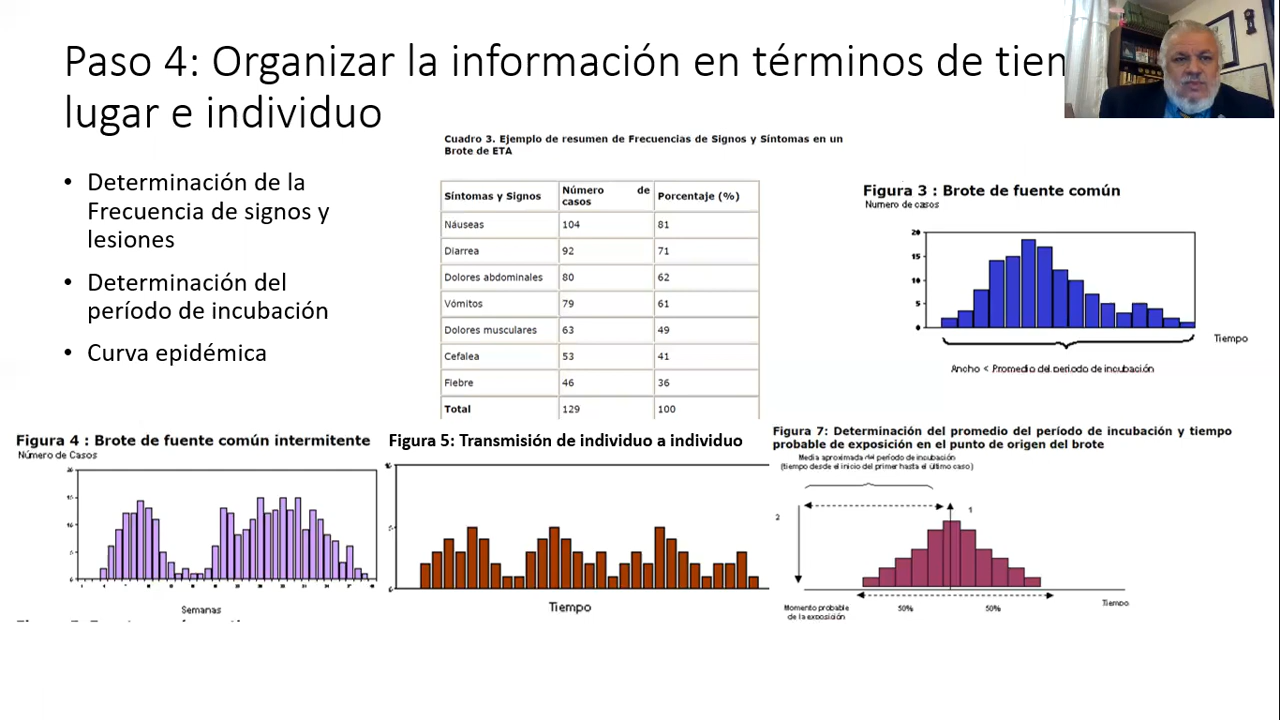 Paso 4: Organizar la información en términos de
lugar e individuo
• Determinación de la
Frecuencia de signos y
lesiones
• Determinación del
período de incubación
• Curva epidémica
Cuadro 3. Ejemplo de resumen de Frecuencias de Signos y Síntomas en un
Brote de ETA
Síntomas y Signos Número de casos Porcentaje (%)
Náuseas 104 81
Diarrea 92 71
Dolores abdominales 80 62
Vómitos 79 61
Dolores musculares 63 49
Cefalea 53 41
Fiebre 46 36
Total 129 100
Figura 3 : Brote de fuente común
Numero de casos
20
15
10
5
0
Tiempo
Ancho < Promedio del periodo de incubación
Figura 4 : Brote de fuente común intermitente
Número de Casos
Semanas
Figura 5: Transmisión de individuo a individuo
Tiempo
Figura 7: Determinación del promedio del período de incubación y tiempo
probable de exposición en el punto de origen del brote
Media aproximada del período de incubación
(tiempo desde el inicio del primer hasta el último caso)
2
1
Momento probable
de la exposición
50%
50%
Tiempo